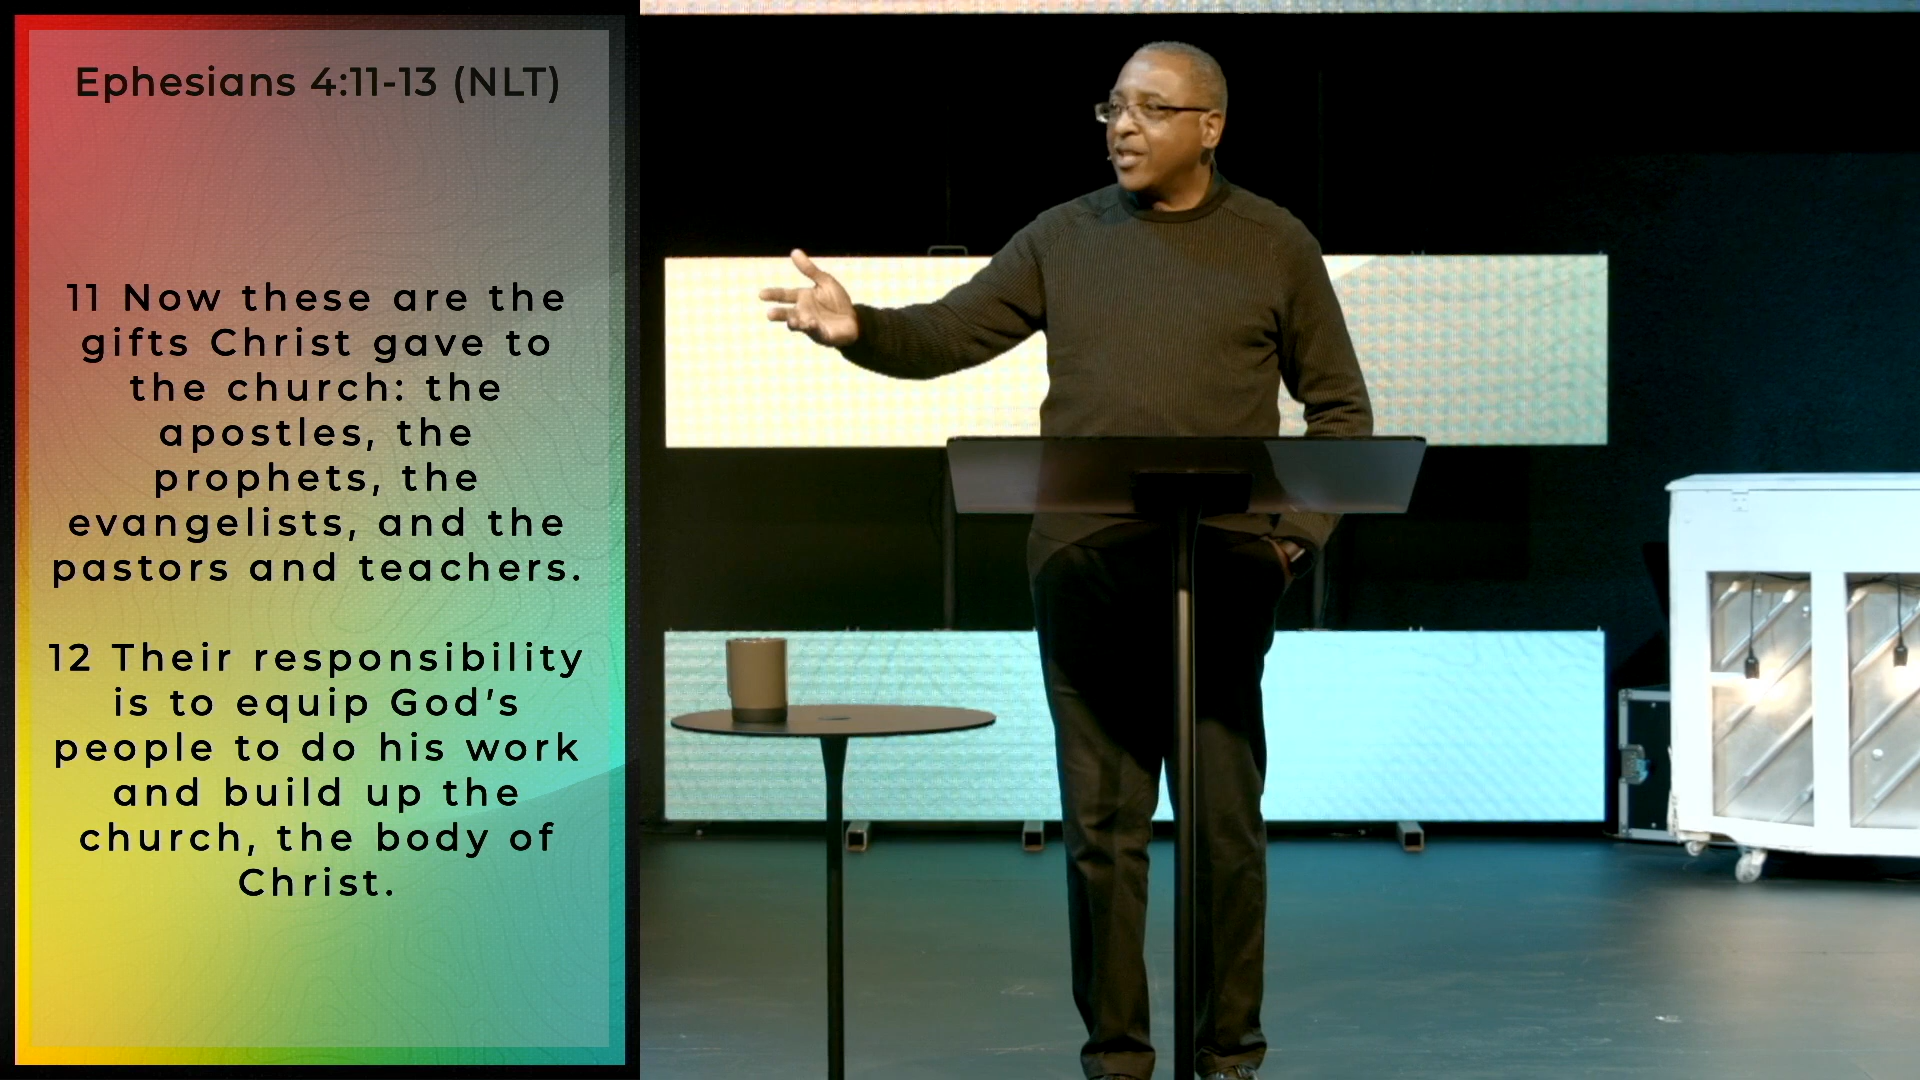 Ephesians 4:11-13 (NLT)
11 Now these are the
gifts Christ gave to
the church: the
apostles, the
prophets, the
evangelists, and the
pastors and teachers.
12 Their responsibility
is to equip God's
people to do his work
and build up the
church, the body of
Christ.